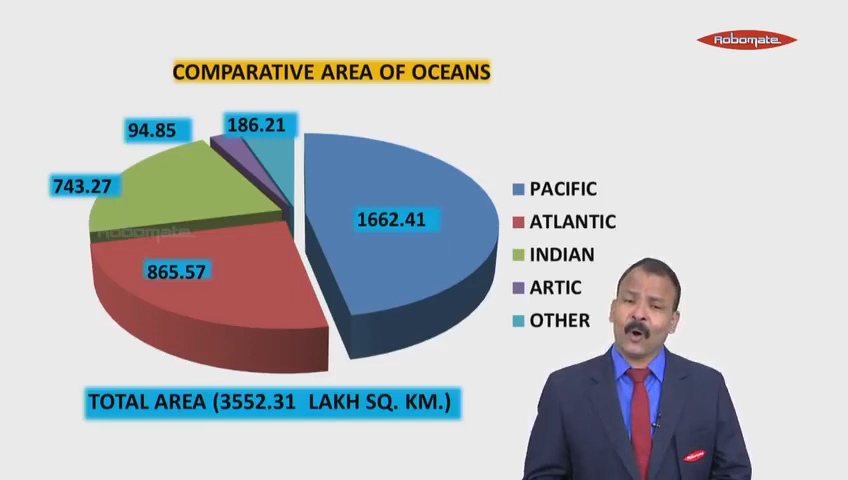 Robomate
COMPARATIVE AREA OF OCEANS
94.85
186.21
743.27
1662.41
865.57
Robomate
PACIFIC
ATLANTIC
INDIAN
ARTIC
OTHER
TOTAL AREA (3552.31 LAKH SQ. KM.)